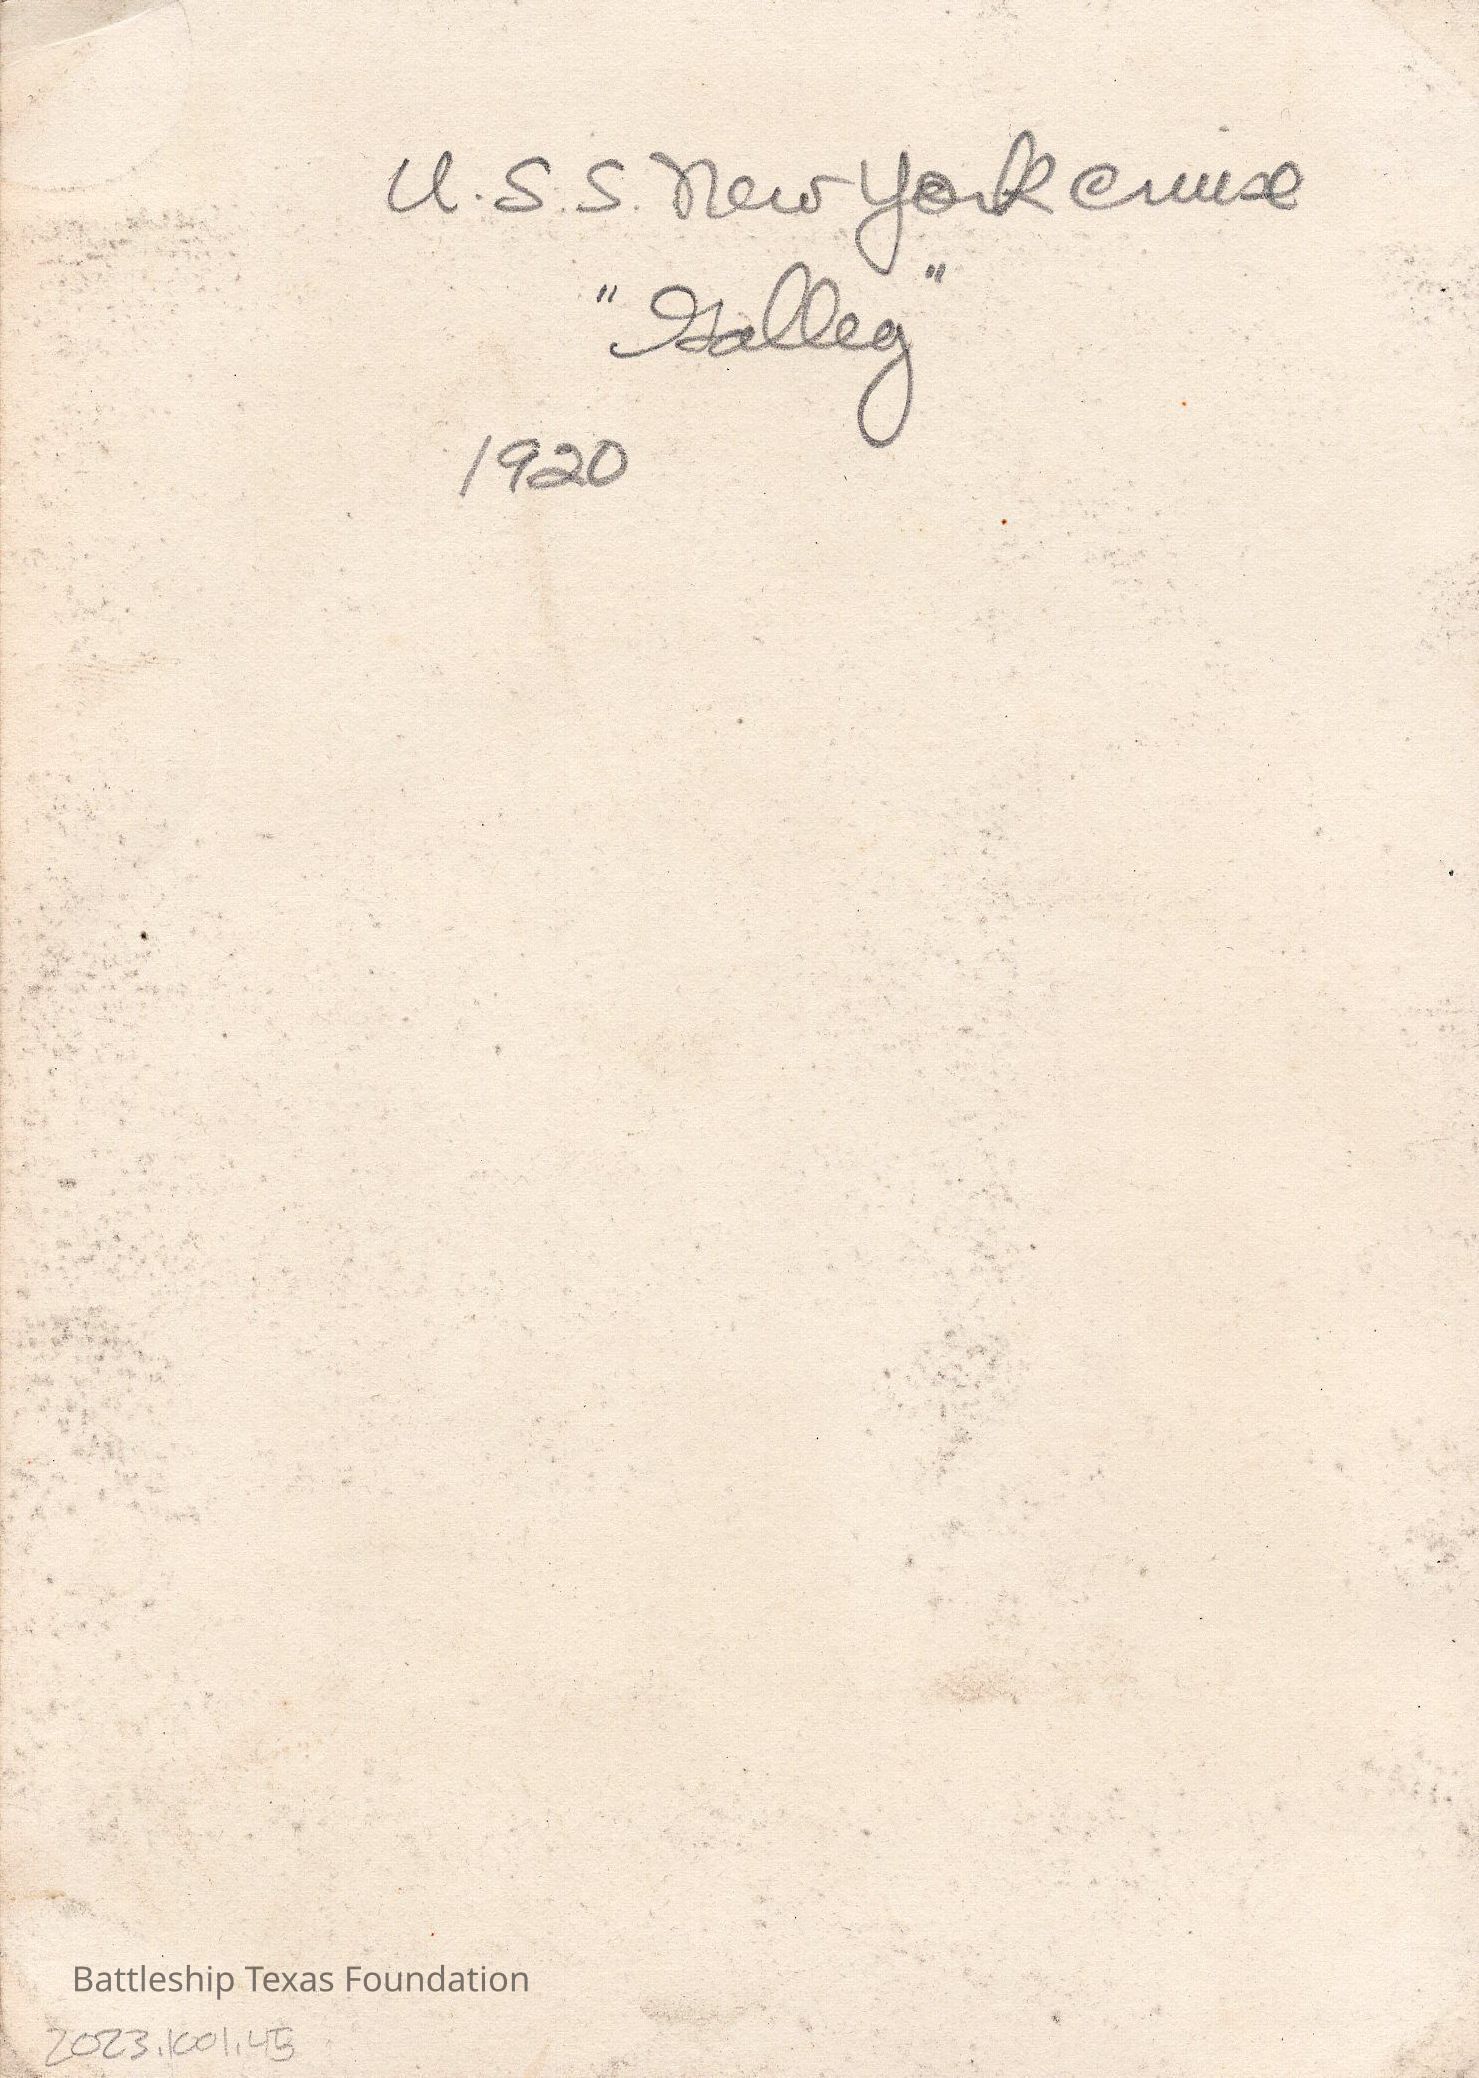 U.S.S. New York cruise
"Galley"
1920
Battleship Texas Foundation
2023.1001.45